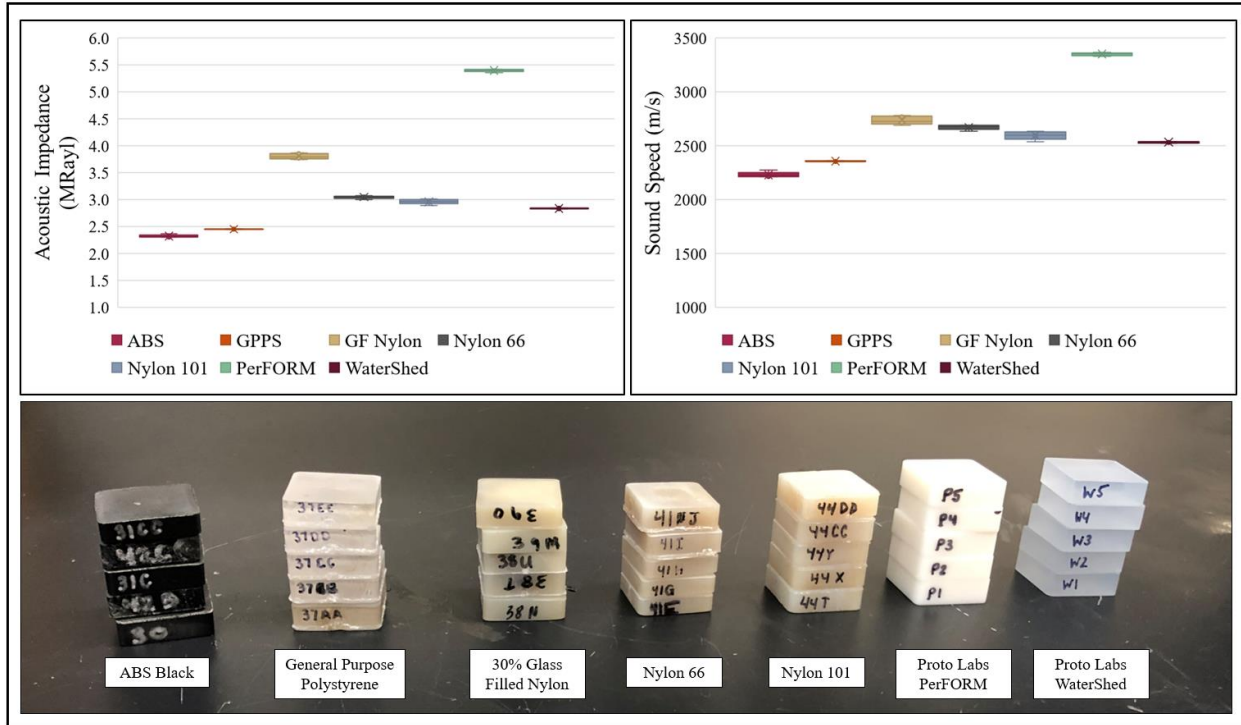 Acoustic Impedance
(MRayl)
6.0
5.5
5.0
4.5
4.0
3.5
3.0
2.5
2.0
1.5
1.0
ABS GPPS GF Nylon Nylon 66
Nylon 101 PerFORM WaterShed
Sound Speed (m/s)
3500
3000
2500
2000
1500
1000
ABS GPPS GF Nylon Nylon 66
Nylon 101 PerFORM WaterShed
31CC
31C
30
37EE
37DD
37CC
37AA
39M
38U
38N
41I
41G
44DD
44CC
44Y
44X
44T
P5
P4
P3
P2
P1
W5
W4
W3
W2
W1
ABS Black
General Purpose
Polystyrene
30% Glass
Filled Nylon
Nylon 66
Nylon 101
Proto Labs
PerFORM
Proto Labs
WaterShed